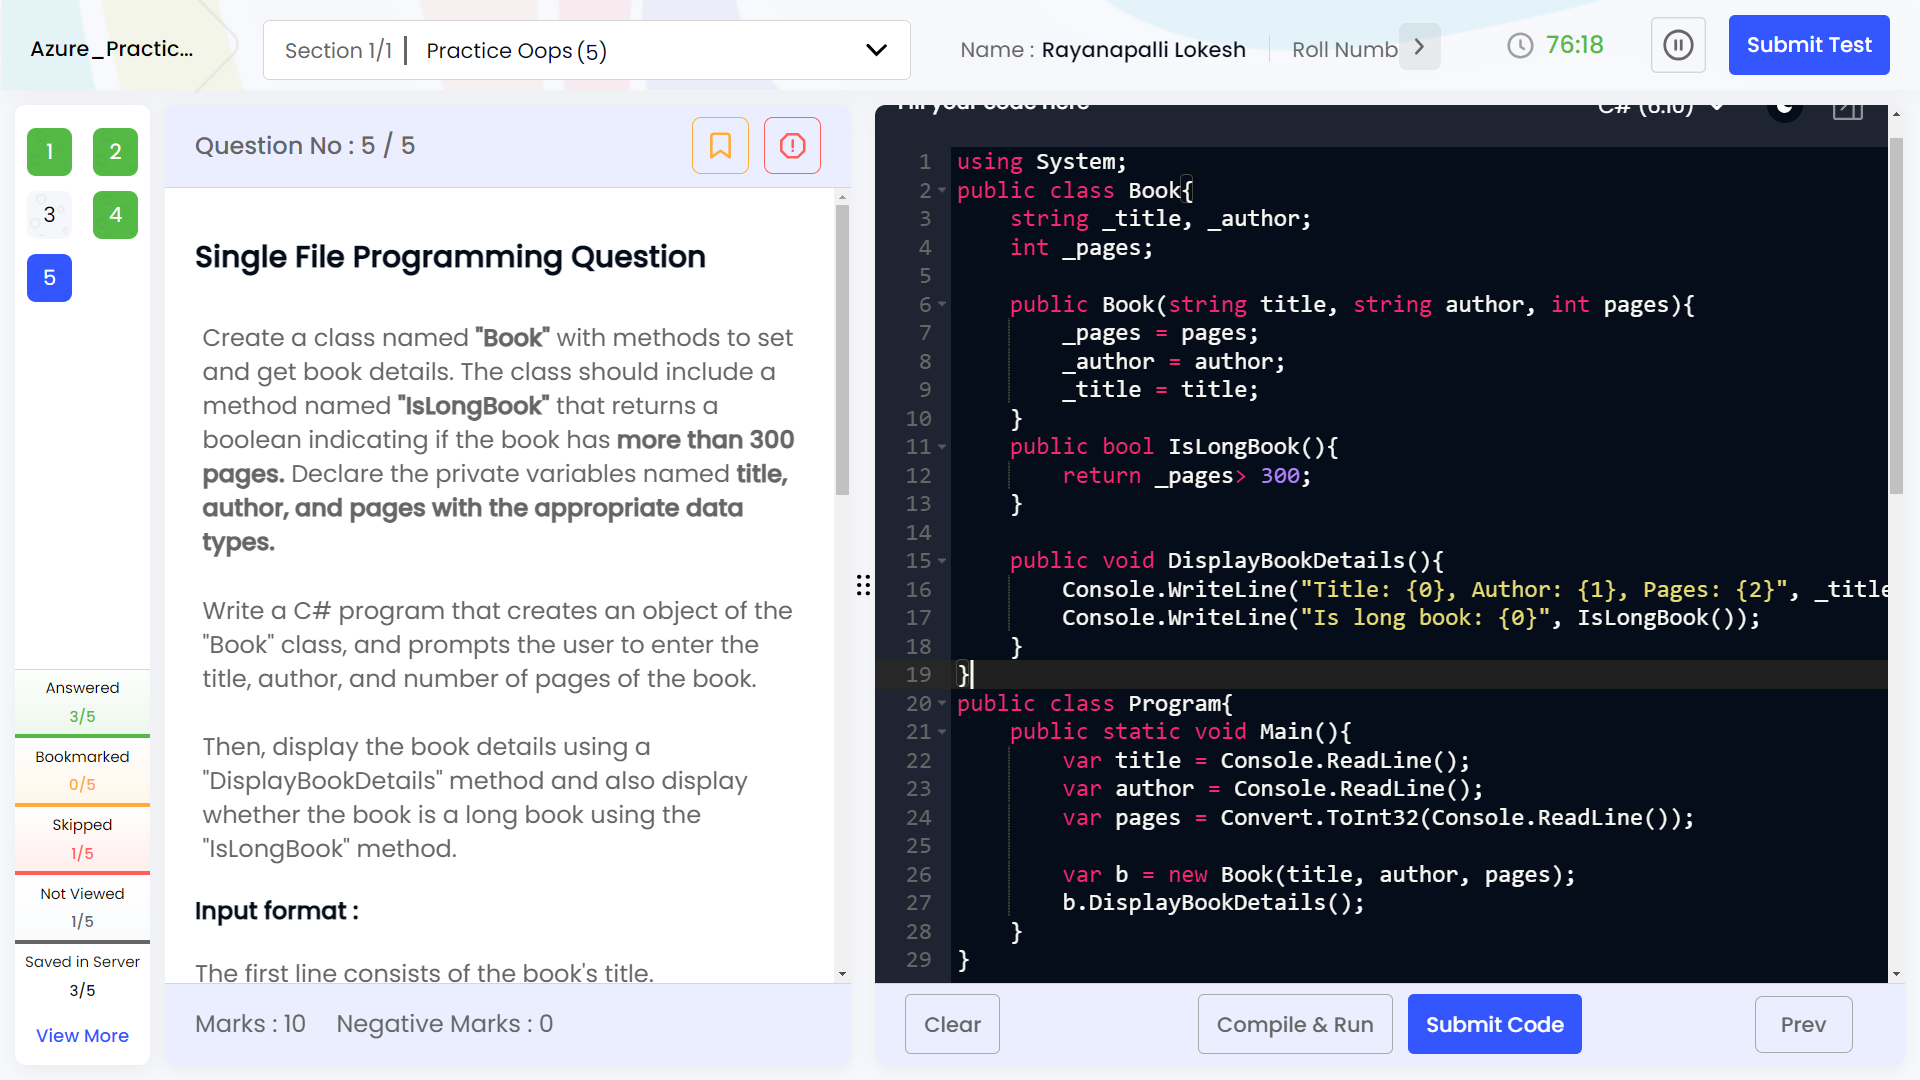 Azure_Practic...
Section 1/1 | Practice Oops (5)
Name : Rayanapalli Lokesh
Roll Numb
76:18
Submit Test
1
2
3
4
5
Answered
3/5
Bookmarked
0/5
Skipped
1/5
Not Viewed
1/5
Saved in Server
3/5
View More
Question No : 5 / 5
Single File Programming Question
Create a class named "Book" with methods to set
and get book details. The class should include a
method named "IsLongBook" that returns a
boolean indicating if the book has more than 300
pages. Declare the private variables named title,
author, and pages with the appropriate data
types.
Write a C# program that creates an object of the
"Book" class, and prompts the user to enter the
title, author, and number of pages of the book.
Then, display the book details using a
"DisplayBookDetails" method and also display
whether the book is a long book using the
"IsLongBook" method.
Input format :
The first line consists of the book's title.
Marks : 10 Negative Marks : 0
Fill your code here
C# (6.10)
1 using System;
2 public class Book{
3 string _title, _author;
4 int _pages;
5
6 public Book(string title, string author, int pages){
7 _pages = pages;
8 _author = author;
9 _title = title;
10 }
11 public bool IsLongBook(){
12 return _pages> 300;
13 }
14
15 public void DisplayBookDetails(){
16 Console.WriteLine("Title: {0}, Author: {1}, Pages: {2}", _title
17 Console.WriteLine("Is long book: {0}", IsLongBook());
18 }
19 }
20 public class Program{
21 public static void Main(){
22 var title = Console.ReadLine();
23 var author = Console.ReadLine();
24 var pages = Convert.ToInt32(Console.ReadLine());
25
26 var b = new Book(title, author, pages);
27 b.DisplayBookDetails();
28 }
29 }
Clear
Compile & Run
Submit Code
Prev